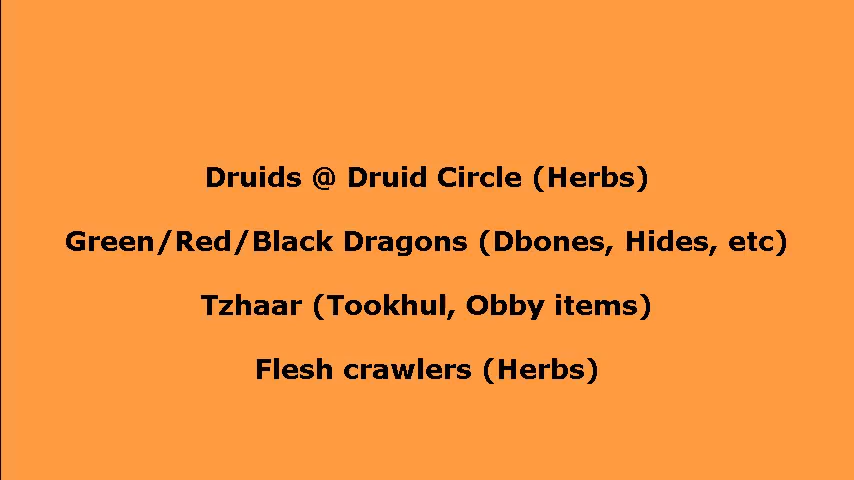 Druids @ Druid Circle (Herbs)
Green/Red/Black Dragons (Dbones, Hides, etc)
Tzhaar (Tookhul, Obby items)
Flesh crawlers (Herbs)